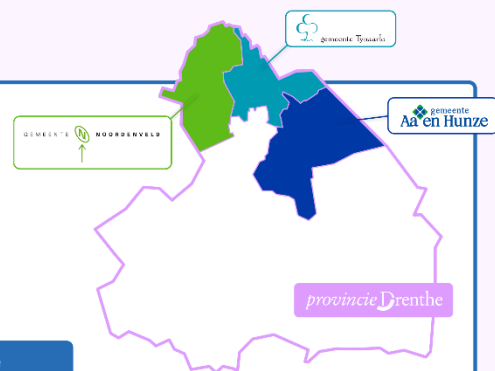 gemeente Tynaarlo
gemeente
Aa en Hunze
GEMEENTE NOORDENVELD
provincie Drenthe